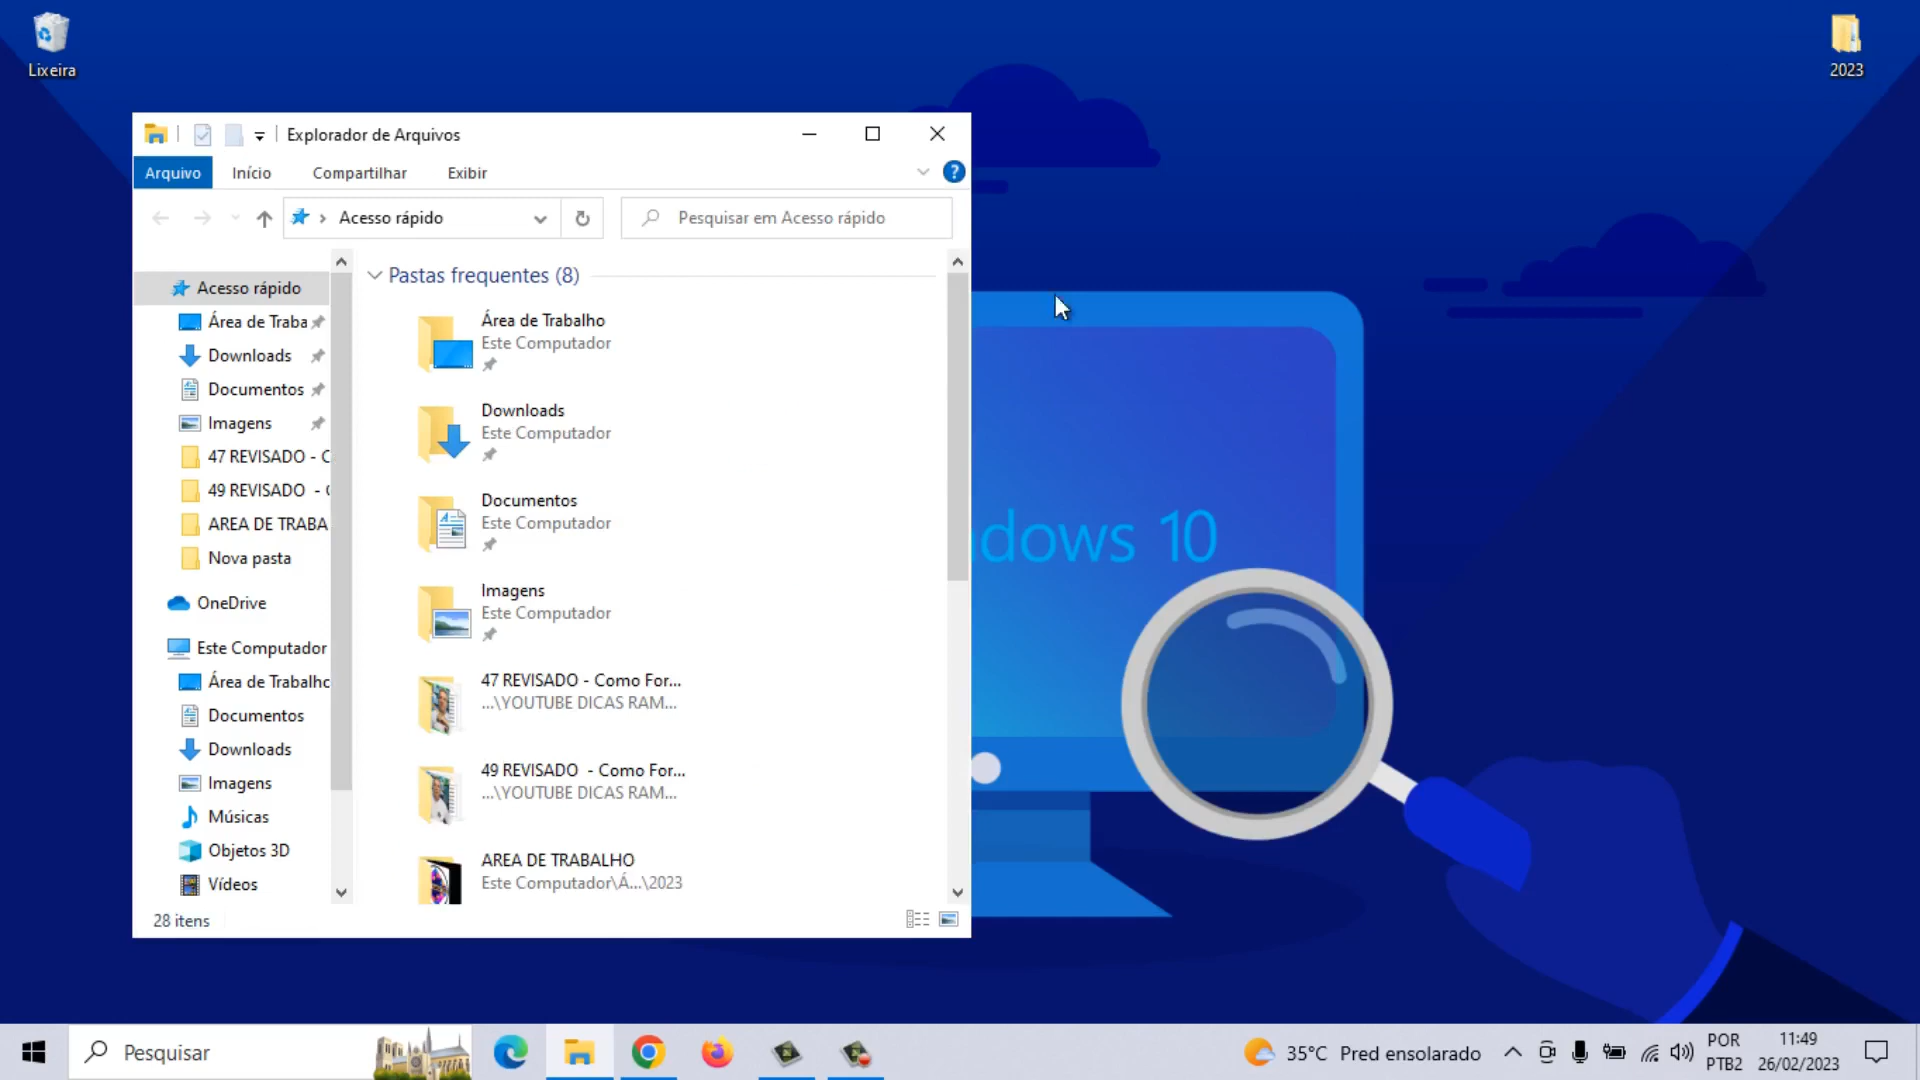 Lixeira
2023
Explorador de Arquivos
Arquivo Início Compartilhar Exibir
?
Acesso rápido
Pesquisar em Acesso rápido
Acesso rápido
Área de Traba
Downloads
Documentos
Imagens
47 REVISADO - C
49 REVISADO - C
AREA DE TRABA
Nova pasta
OneDrive
Este Computador
Área de Trabalho
Documentos
Downloads
Imagens
Músicas
Objetos 3D
Vídeos
Pastas frequentes (8)
Área de Trabalho
Este Computador
Downloads
Este Computador
Documentos
Este Computador
Imagens
Este Computador
47 REVISADO - Como For...
...\YOUTUBE DICAS RAM...
49 REVISADO - Como For...
...\YOUTUBE DICAS RAM...
AREA DE TRABALHO
Este Computador\Á...\2023
28 itens
dows 10
Pesquisar
35°C Pred ensolarado
POR
PTB2
11:49
26/02/2023